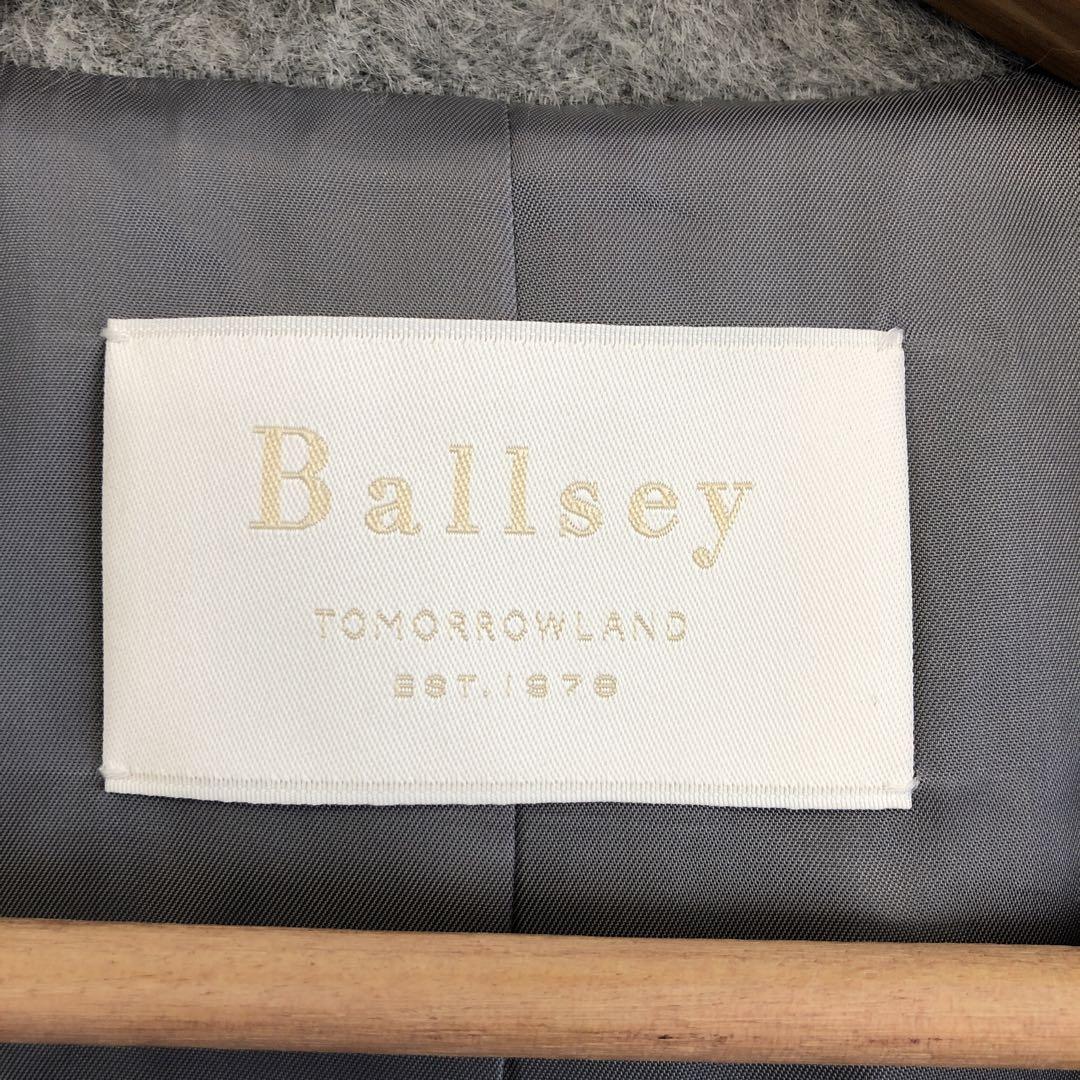 Ballsey
TOMORROWLAND
EST. 1978